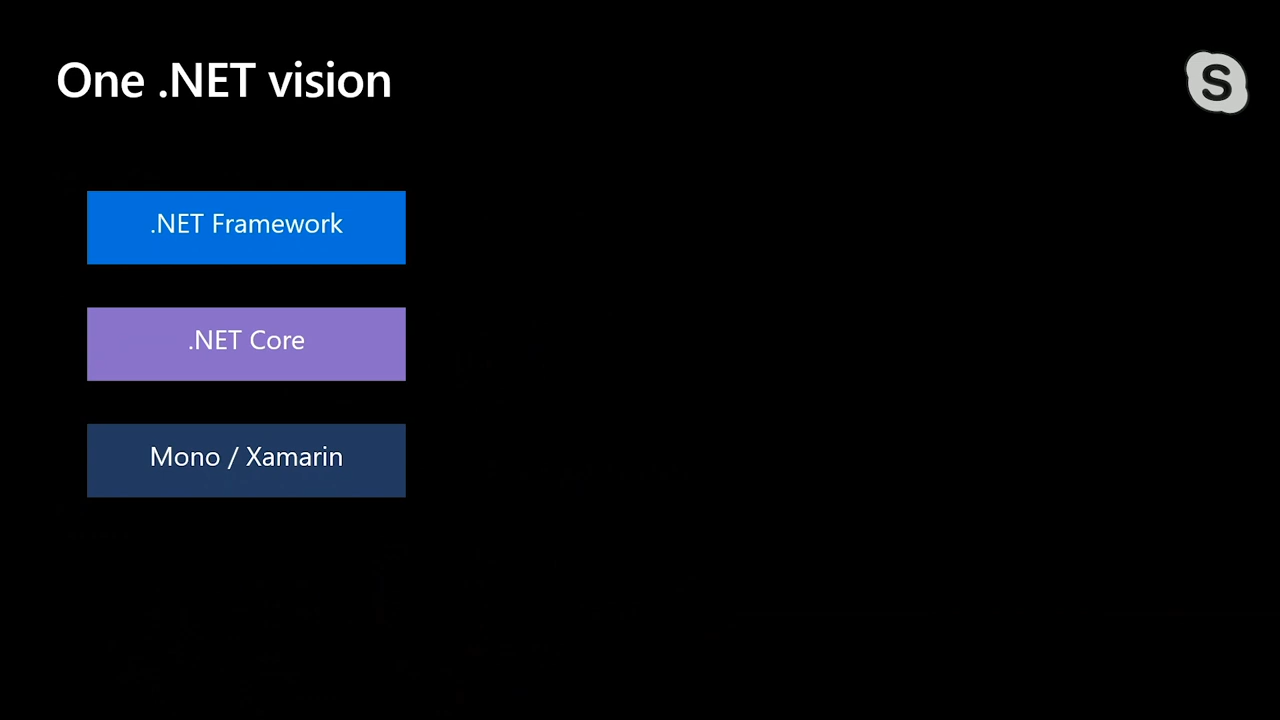 One .NET vision
S
.NET Framework
.NET Core
Mono / Xamarin